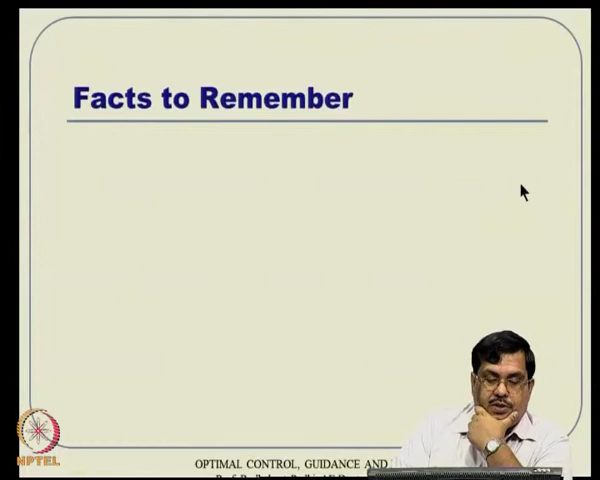 Facts to Remember
NPTEL
OPTIMAL CONTROL, GUIDANCE AND